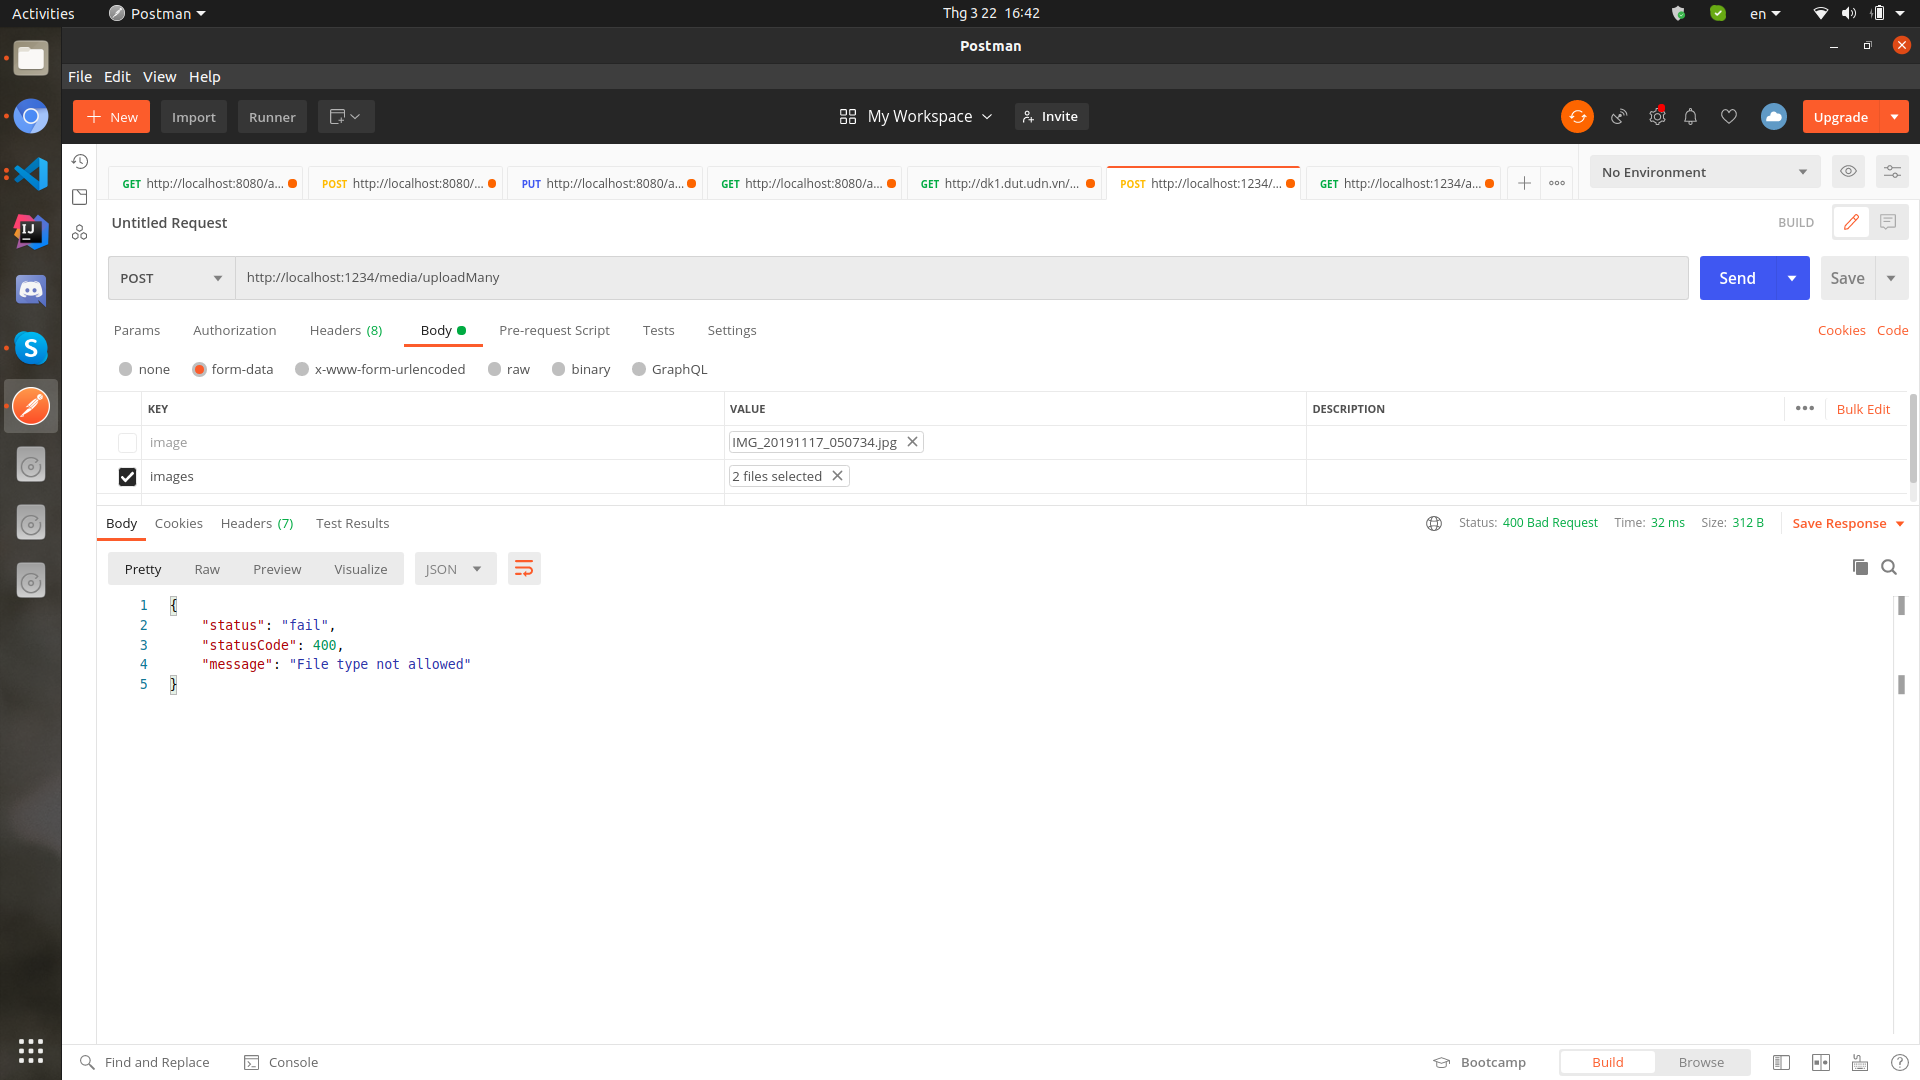 Activities Postman Thg 3 22 16:42 en
Postman
File Edit View Help
New Import Runner My Workspace Invite Upgrade
GET http://localhost:8080/a... POST http://localhost:8080/... PUT http://localhost:8080/a... GET http://localhost:8080/a... GET http://dk1.dut.udn.vn/... POST http://localhost:1234/... GET http://localhost:1234/a... No Environment
Untitled Request BUILD
POST http://localhost:1234/media/uploadMany Send Save
Params Authorization Headers (8) Body Pre-request Script Tests Settings Cookies Code
none form-data x-www-form-urlencoded raw binary GraphQL
KEY VALUE DESCRIPTION Bulk Edit
image IMG_20191117_050734.jpg
images 2 files selected
Body Cookies Headers (7) Test Results Status: 400 Bad Request Time: 32 ms Size: 312 B Save Response
Pretty Raw Preview Visualize JSON
1 {
2 "status": "fail",
3 "statusCode": 400,
4 "message": "File type not allowed"
5 }
Find and Replace Console Bootcamp Build Browse